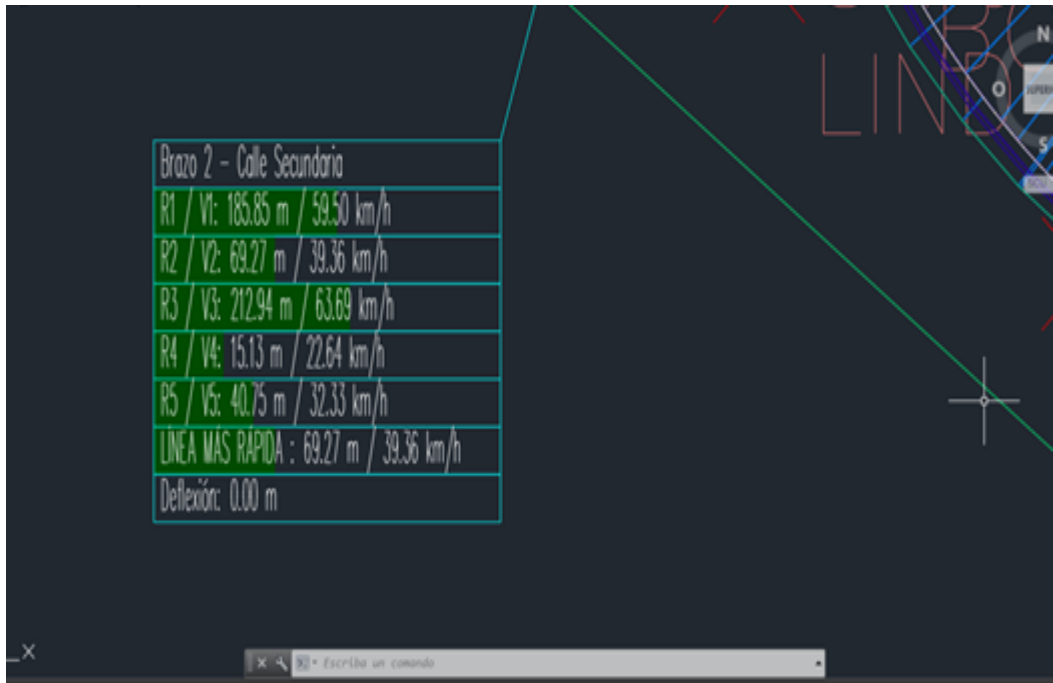 N
O
S
LIND
Brazo 2 - Calle Secundaria
R1 / V1: 185.85 m / 59.50 km/h
R2 / V2: 69.27 m / 39.36 km/h
R3 / V3: 212.94 m / 63.69 km/h
R4 / V4: 15.13 m / 22.64 km/h
R5 / V5: 40.75 m / 32.33 km/h
LÍNEA MÁS RÁPIDA : 69.27 m / 39.36 km/h
Deflexión: 0.00 m
X
Escriba un comando